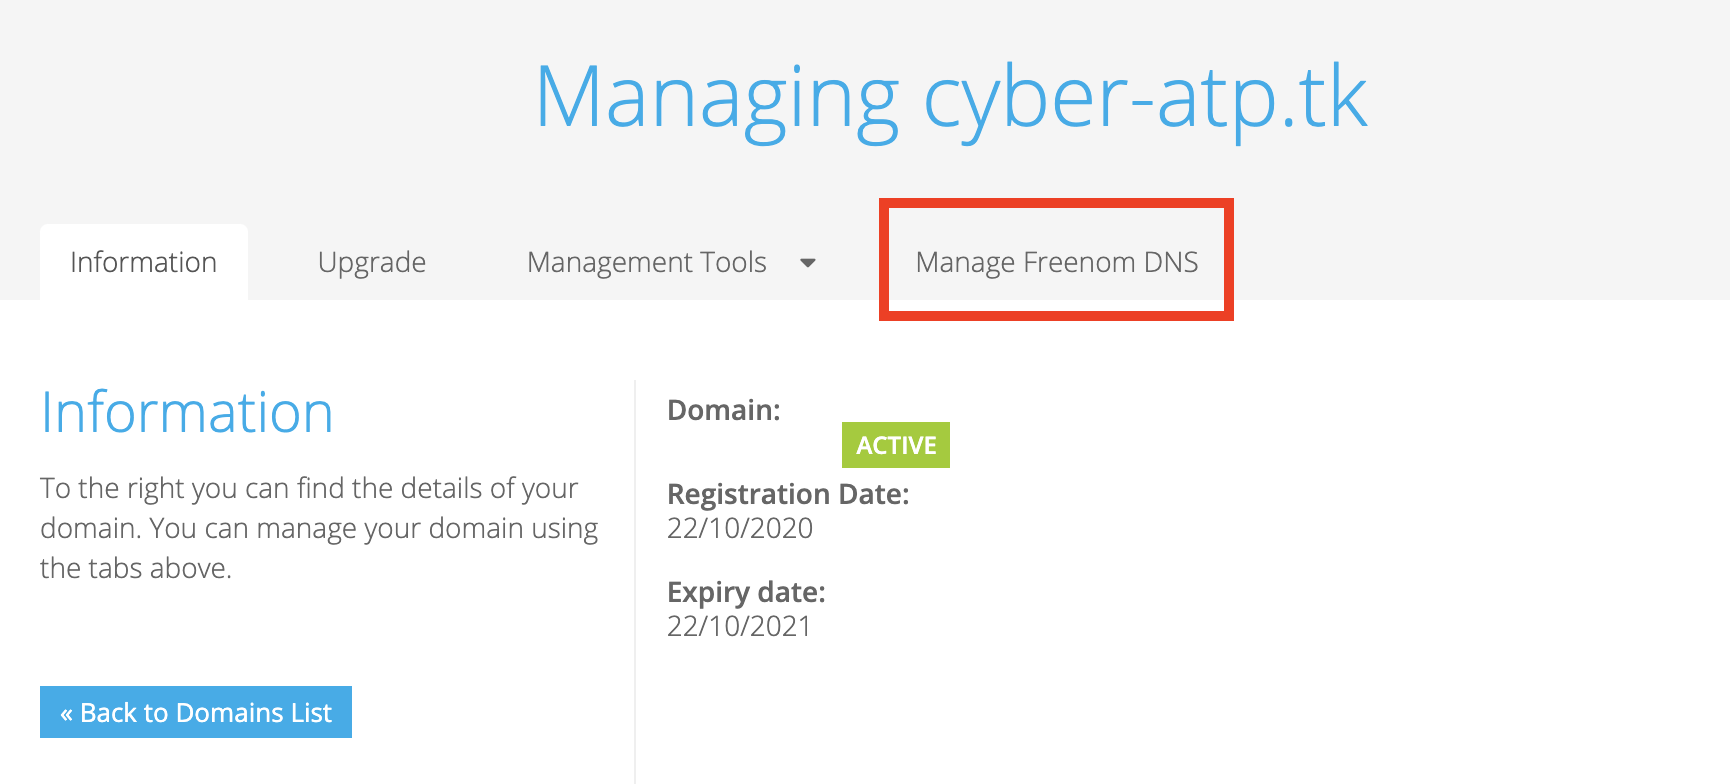 Managing cyber-atp.tk
Information
Upgrade
Management Tools
Manage Freenom DNS
Information
To the right you can find the details of your
domain. You can manage your domain using
the tabs above.
« Back to Domains List
Domain:
ACTIVE
Registration Date:
22/10/2020
Expiry date:
22/10/2021